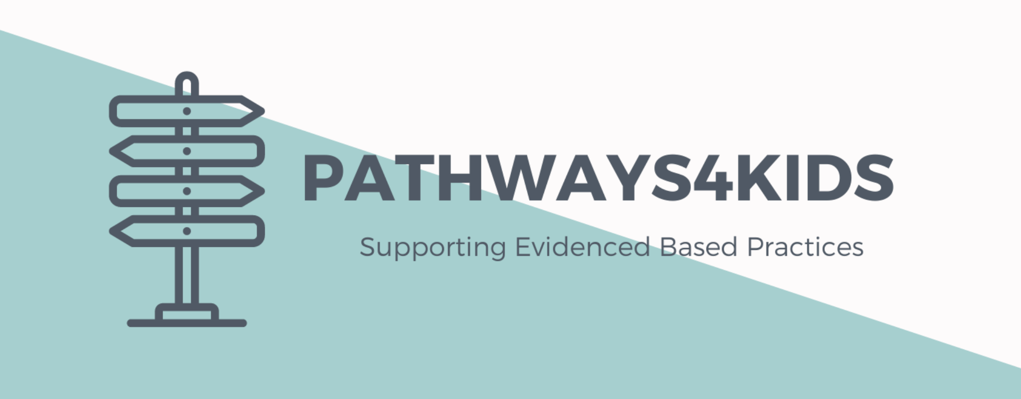 PATHWAYS4KIDS
Supporting Evidenced Based Practices